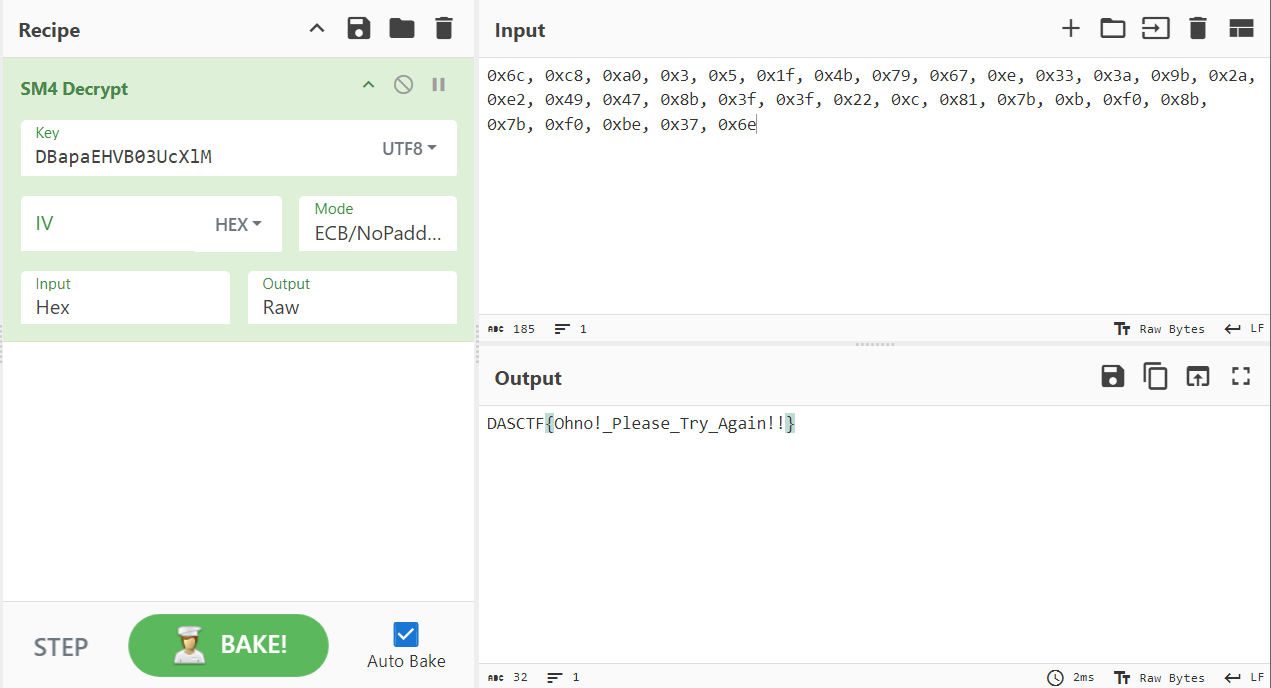 Recipe
SM4 Decrypt
Key
DBapaEHVB03UcXlM
UTF8
IV
HEX
Mode
ECB/NoPadd...
Input
Hex
Output
Raw
STEP
BAKE!
Auto Bake
Input
0x6c, 0xc8, 0xa0, 0x3, 0x5, 0x1f, 0x4b, 0x79, 0x67, 0xe, 0x33, 0x3a, 0x9b, 0x2a,
0xe2, 0x49, 0x47, 0x8b, 0x3f, 0x3f, 0x22, 0xc, 0x81, 0x7b, 0xb, 0xf0, 0x8b,
0x7b, 0xf0, 0xbe, 0x37, 0x6e
ABC 185 1 Tт Raw Bytes LF
Output
DASCTF{Ohno!_Please_Try_Again!!}
ABC 32 1 2ms Tт Raw Bytes LF